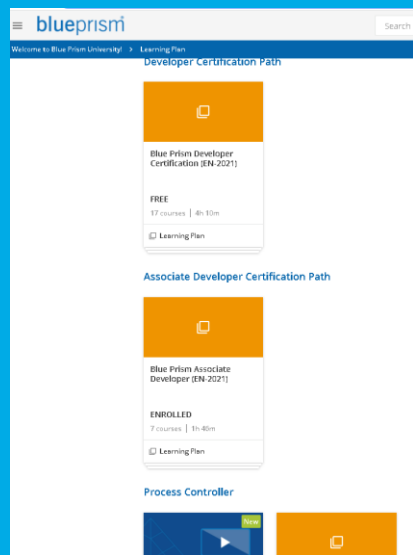 blueprism
Search
Welcome to Blue Prism University! > Learning Plan
Developer Certification Path
Blue Prism Developer
Certification (EN-2021)
FREE
17 courses | 4h 10m
Learning Plan
Associate Developer Certification Path
Blue Prism Associate
Developer (EN-2021)
ENROLLED
7 courses | 1h 46m
Learning Plan
Process Controller
New